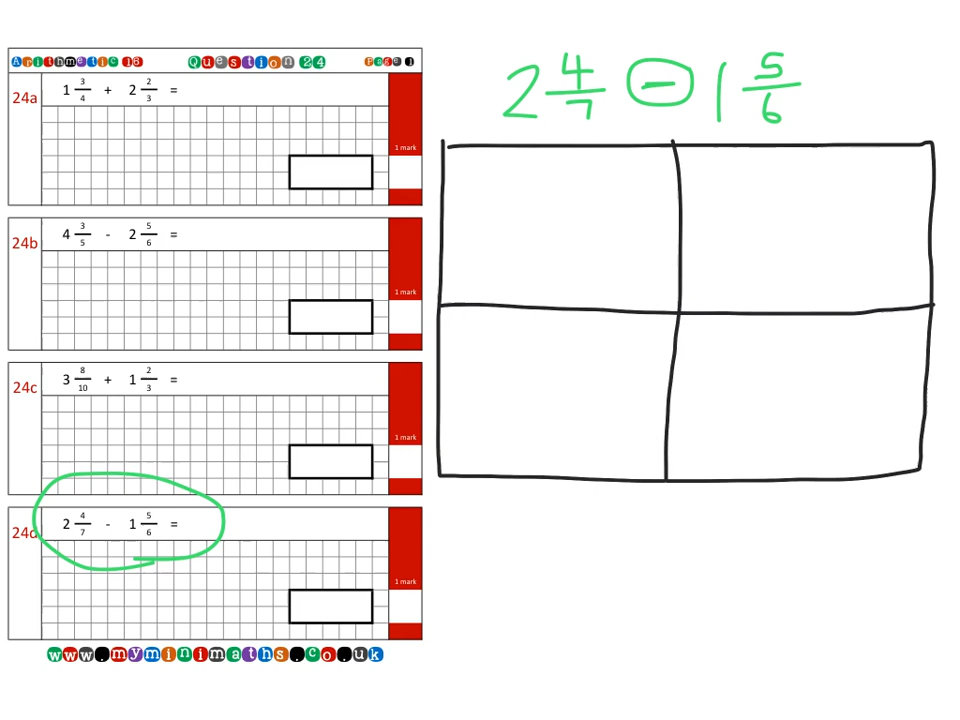 Arithmetic 16 Question 24 Page 1
24a 1 3/4 + 2 2/3 =
1 mark
24b 4 3/5 - 2 5/6 =
1 mark
24c 3 8/10 + 1 2/3 =
1 mark
24d 2 4/7 - 1 5/6 =
1 mark
www.myminimaths.co.uk
2 4/7 - 1 5/6